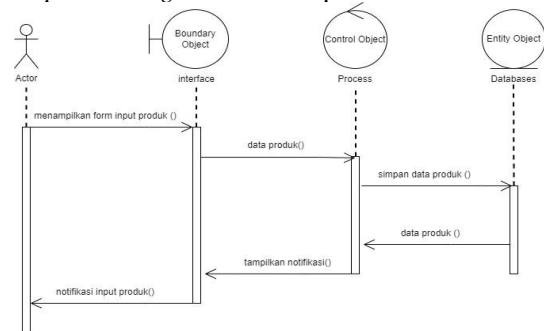 Boundary
Object
Control Object
Entity Object
Actor
interface
Process
Databases
menampilkan form input produk ()
data produk()
simpan data produk ()
data produk ()
tampilkan notifikasi()
notifikasi input produk()